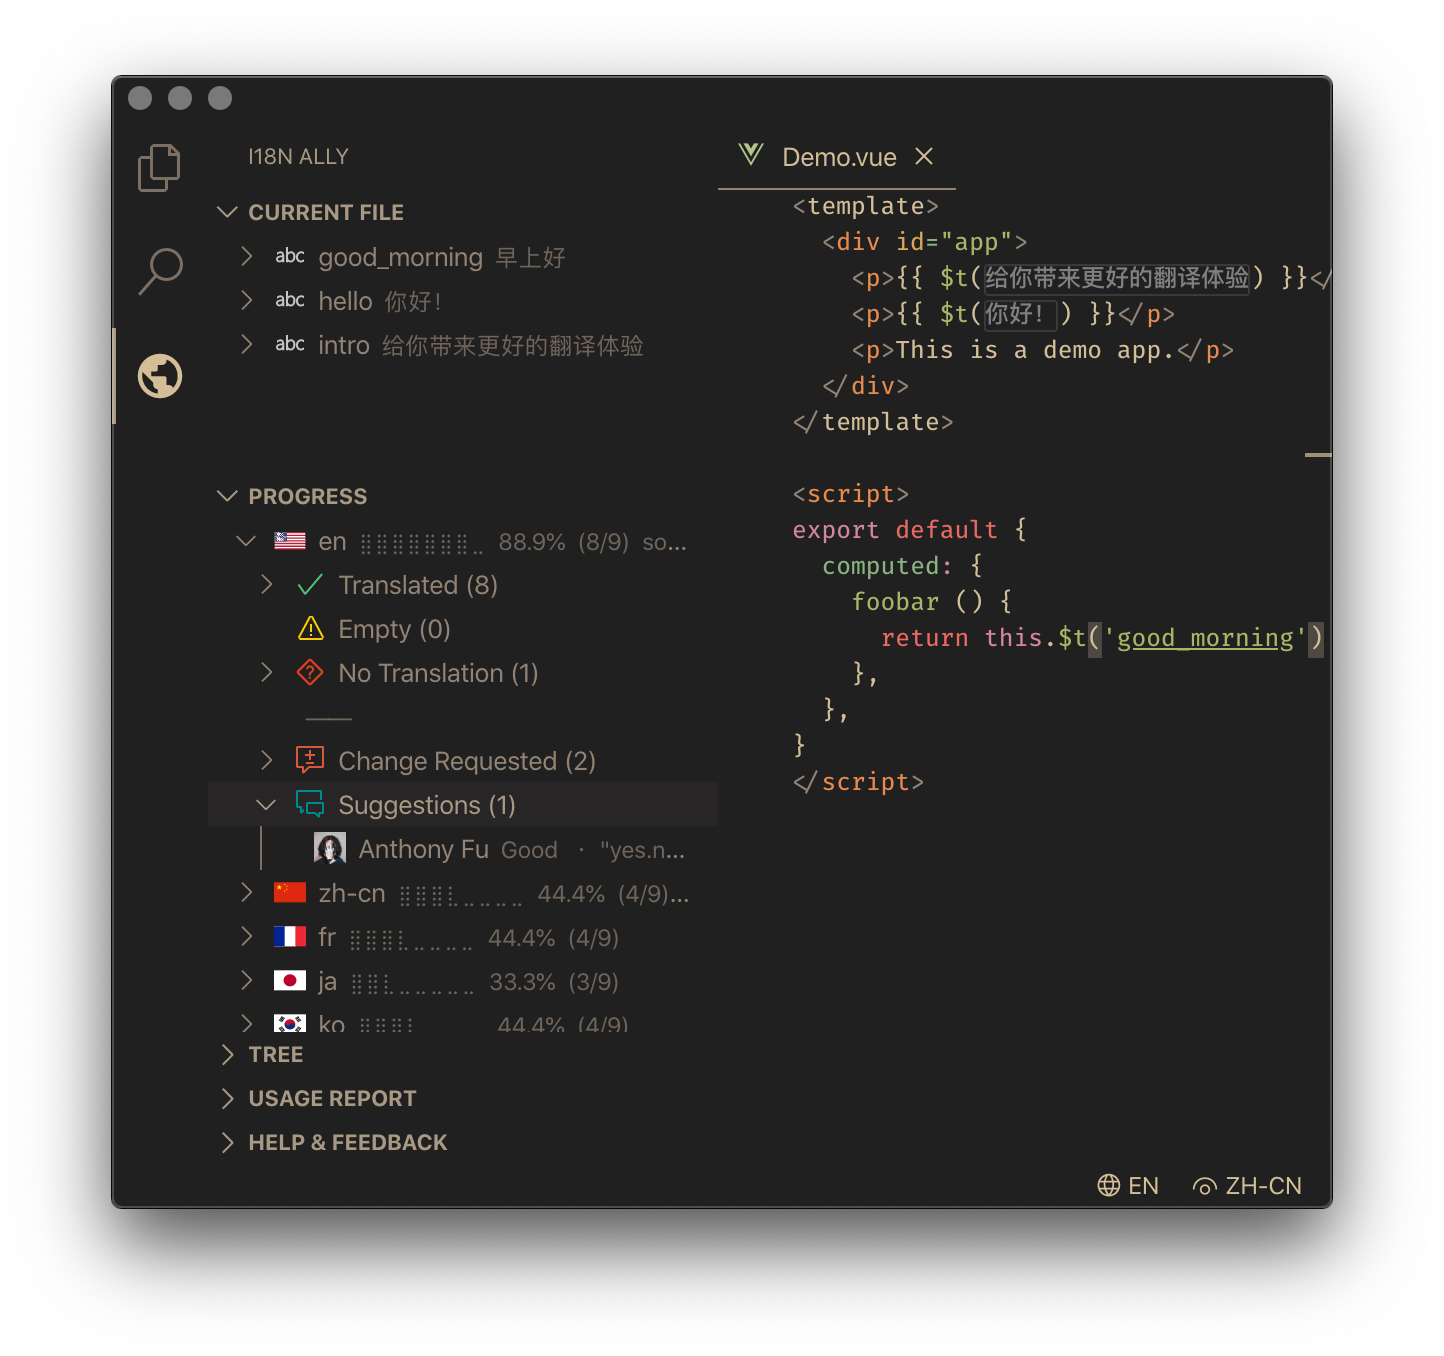 I18N ALLY
CURRENT FILE
abc good_morning 早上好
abc hello 你好！
abc intro 给你带来更好的翻译体验
PROGRESS
en 88.9% (8/9) so...
Translated (8)
Empty (0)
No Translation (1)
Change Requested (2)
Suggestions (1)
Anthony Fu Good · "yes.n...
zh-cn 44.4% (4/9)...
fr 44.4% (4/9)
ja 33.3% (3/9)
ko 44.4% (4/9)
TREE
USAGE REPORT
HELP & FEEDBACK
Demo.vue
<template>
<div id="app">
<p>{{ $t(给你带来更好的翻译体验) }}</
<p>{{ $t(你好！) }}</p>
<p>This is a demo app.</p>
</div>
</template>
<script>
export default {
computed: {
foobar () {
return this.$t('good_morning')
},
},
}
</script>
EN ZH-CN